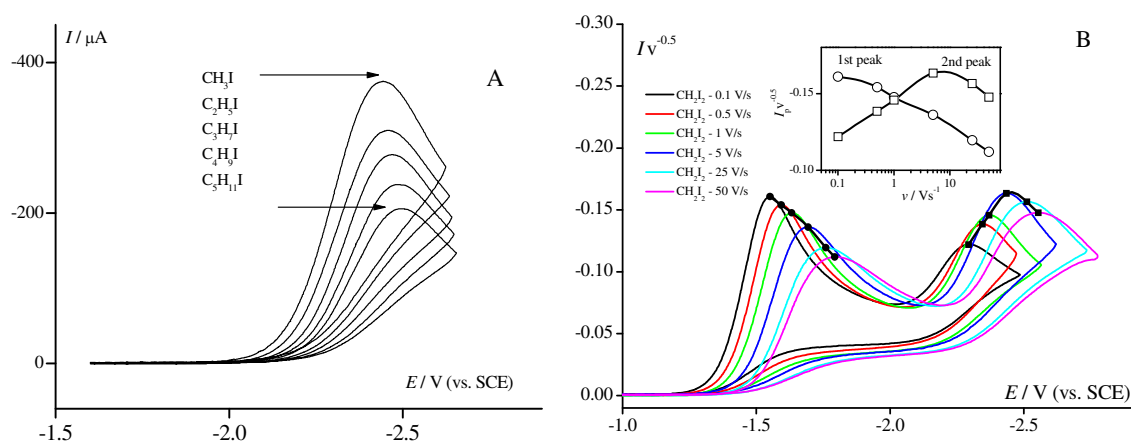 I / μA
-400
A
CH3I
C2H5I
C3H7I
C4H9I
C5H11I
-200
0
E / V (vs. SCE)
-1.5
-2.0
-2.5
-0.30
I v^-0.5
B
-0.25
-0.20
-0.15
-0.10
-0.05
0.00
CH2I2 - 0.1 V/s
CH2I2 - 0.5 V/s
CH2I2 - 1 V/s
CH2I2 - 5 V/s
CH2I2 - 25 V/s
CH2I2 - 50 V/s
1st peak
2nd peak
Ip v^-0.5
-0.15
-0.10
0.1
1
10
v / Vs^-1
E / V (vs. SCE)
-1.0
-1.5
-2.0
-2.5